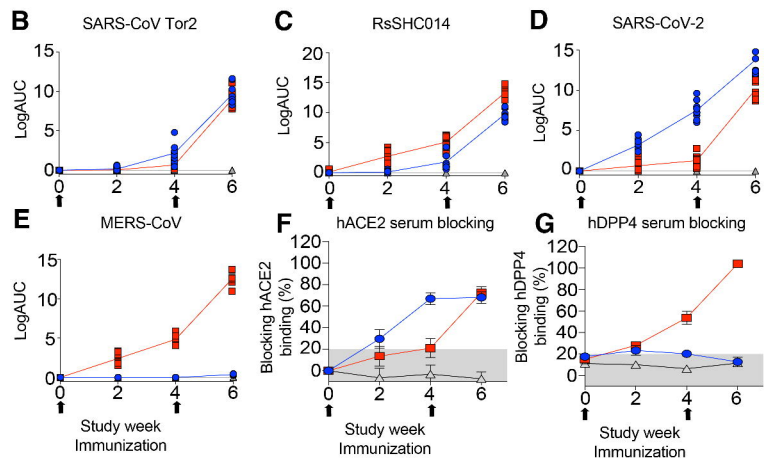 B SARS-CoV Tor2
LogAUC
15
10
5
0
0 2 4 6
C RsSHC014
LogAUC
20
15
10
5
0
0 2 4 6
D SARS-CoV-2
LogAUC
15
10
5
0
0 2 4 6
E MERS-CoV
LogAUC
15
10
5
0
0 2 4 6
Study week
Immunization
F hACE2 serum blocking
Blocking hACE2
binding (%)
120
100
80
60
40
20
0
0 2 4 6
Study week
Immunization
G hDPP4 serum blocking
Blocking hDPP4
binding (%)
120
100
80
60
40
20
0
0 2 4 6
Study week
Immunization